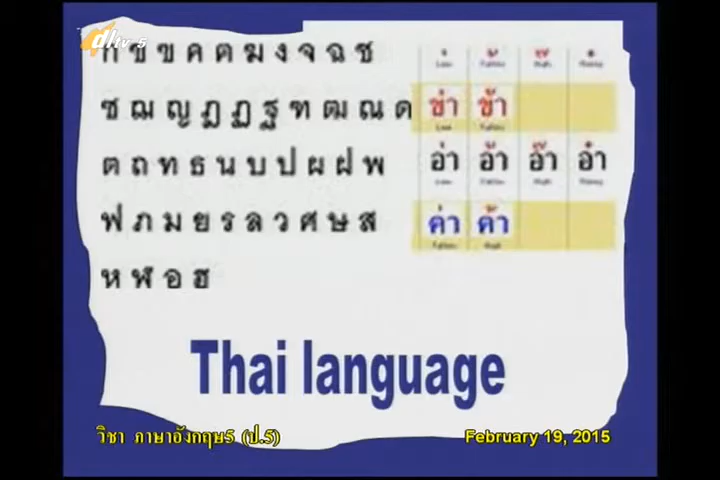 dltv 5
ก ข ฃ ค ฅ ฆ ง จ ฉ ช
ซ ฌ ญ ฎ ฏ ฐ ฑ ฒ ณ ด
ต ถ ท ธ น บ ป ผ ฝ พ
ฟ ภ ม ย ร ล ว ศ ษ ส
ห ฬ อ ฮ
ข่า ข้า
อ่า อ้า อ๊า อ๋า
ค่า ค้า
Thai language
วิชา ภาษาอังกฤษ5 (ป.5)
February 19, 2015